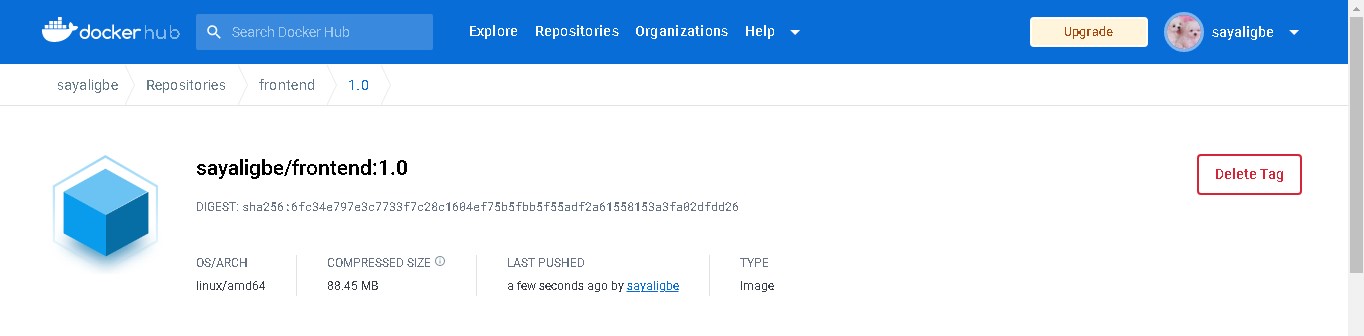 docker hub Search Docker Hub Explore Repositories Organizations Help Upgrade sayaligbe
sayaligbe Repositories frontend 1.0
sayaligbe/frontend:1.0
Delete Tag
DIGEST: sha256:6fc34e797e3c7733f7c28c1604ef75b5fbb5f55adf2a61558153a3fa02dfdd26
OS/ARCH COMPRESSED SIZE LAST PUSHED TYPE
linux/amd64 88.45 MB a few seconds ago by sayaligbe Image